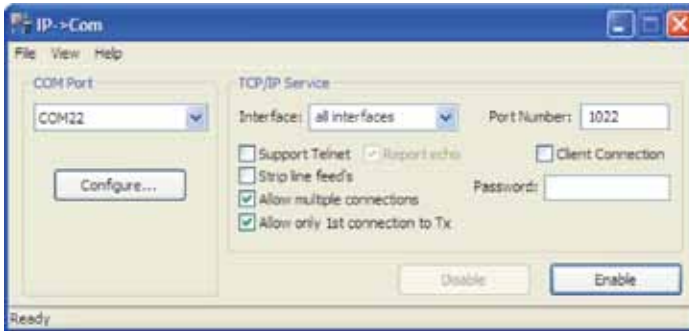 IP->Com
File View Help
COM Port
COM22
Configure...
TCP/IP Service
Interface: all interfaces
Port Number: 1022
Support Telnet Report echo
Client Connection
Strip line feed's
Password:
Allow multiple connections
Allow only 1st connection to Tx
Disable
Enable
Ready